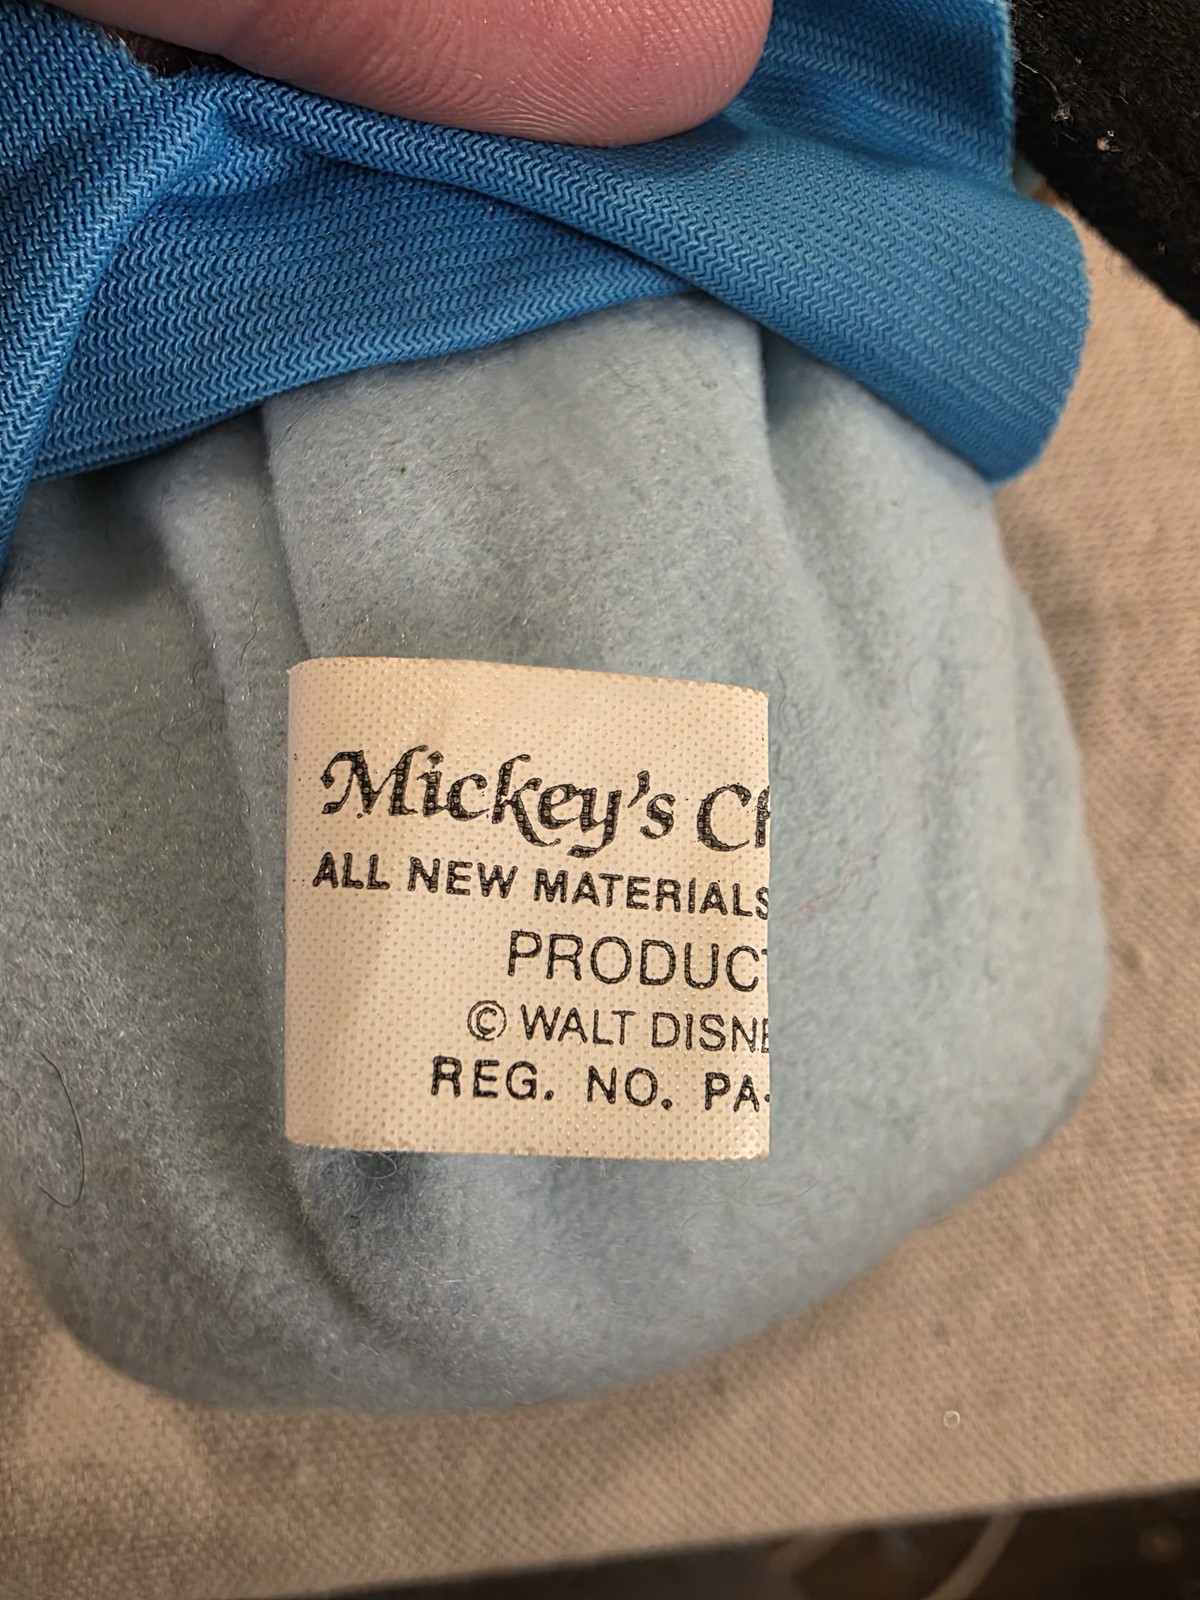 Mickey's Ch
ALL NEW MATERIALS
PRODUCT
© WALT DISNE
REG. NO. PA-